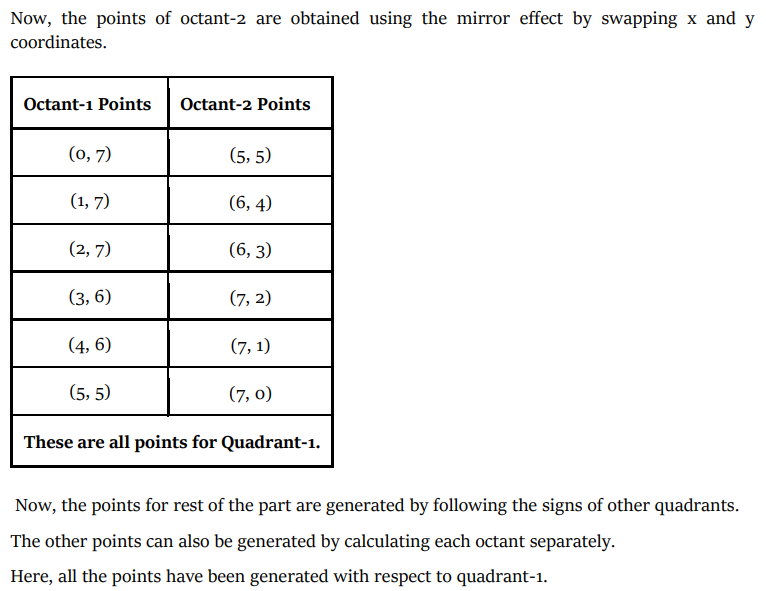 Now, the points of octant-2 are obtained using the mirror effect by swapping x and y
coordinates.
Octant-1 Points Octant-2 Points
(0, 7) (5, 5)
(1, 7) (6, 4)
(2, 7) (6, 3)
(3, 6) (7, 2)
(4, 6) (7, 1)
(5, 5) (7, 0)
These are all points for Quadrant-1.
Now, the points for rest of the part are generated by following the signs of other quadrants.
The other points can also be generated by calculating each octant separately.
Here, all the points have been generated with respect to quadrant-1.